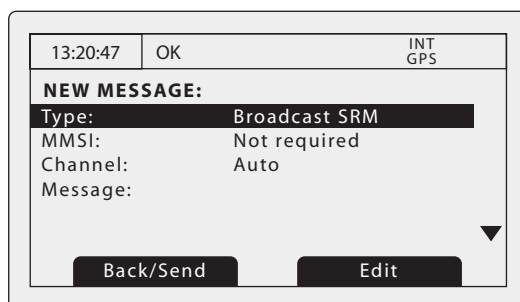 13:20:47 OK INT
GPS
NEW MESSAGE:
Type: Broadcast SRM
MMSI: Not required
Channel: Auto
Message:
Back/Send Edit